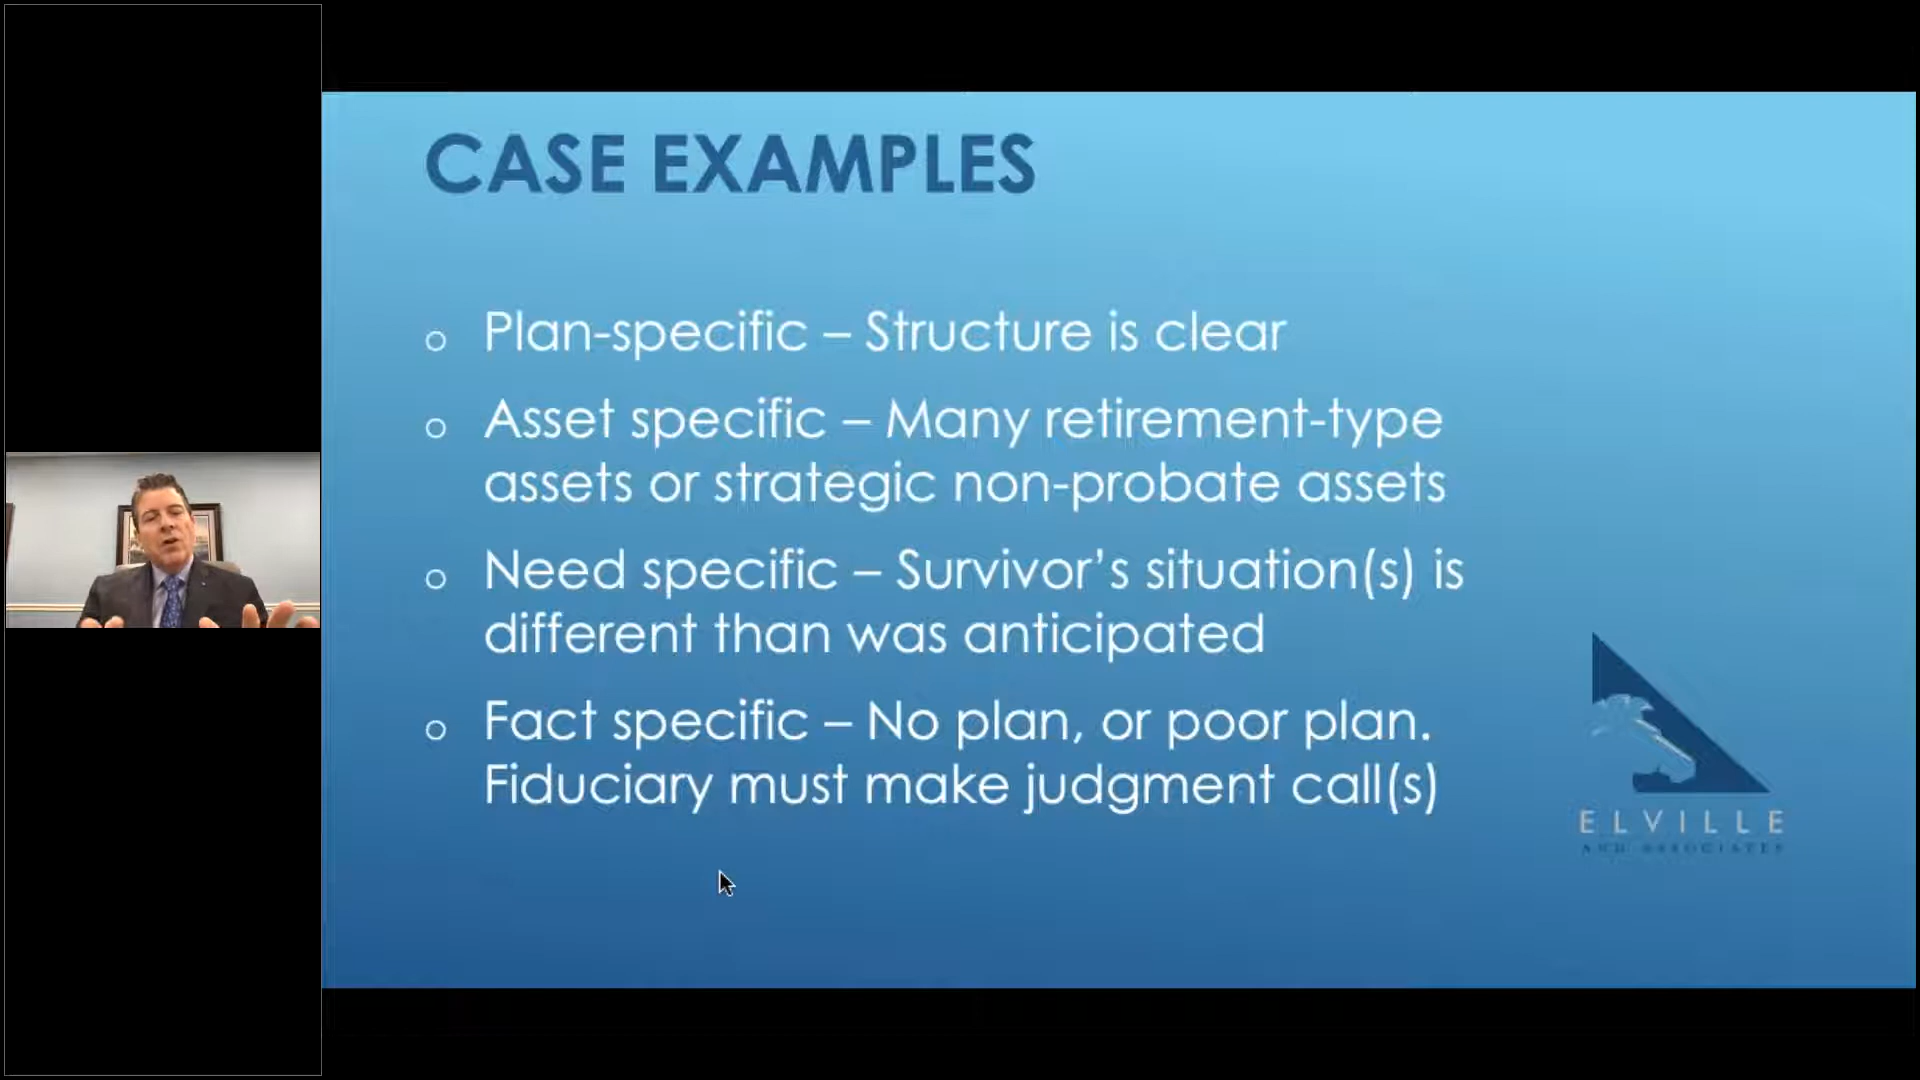 CASE EXAMPLES
Plan-specific – Structure is clear
Asset specific – Many retirement-type
assets or strategic non-probate assets
Need specific – Survivor’s situation(s) is
different than was anticipated
Fact specific – No plan, or poor plan.
Fiduciary must make judgment call(s)
ELVILLE
AND ASSOCIATES